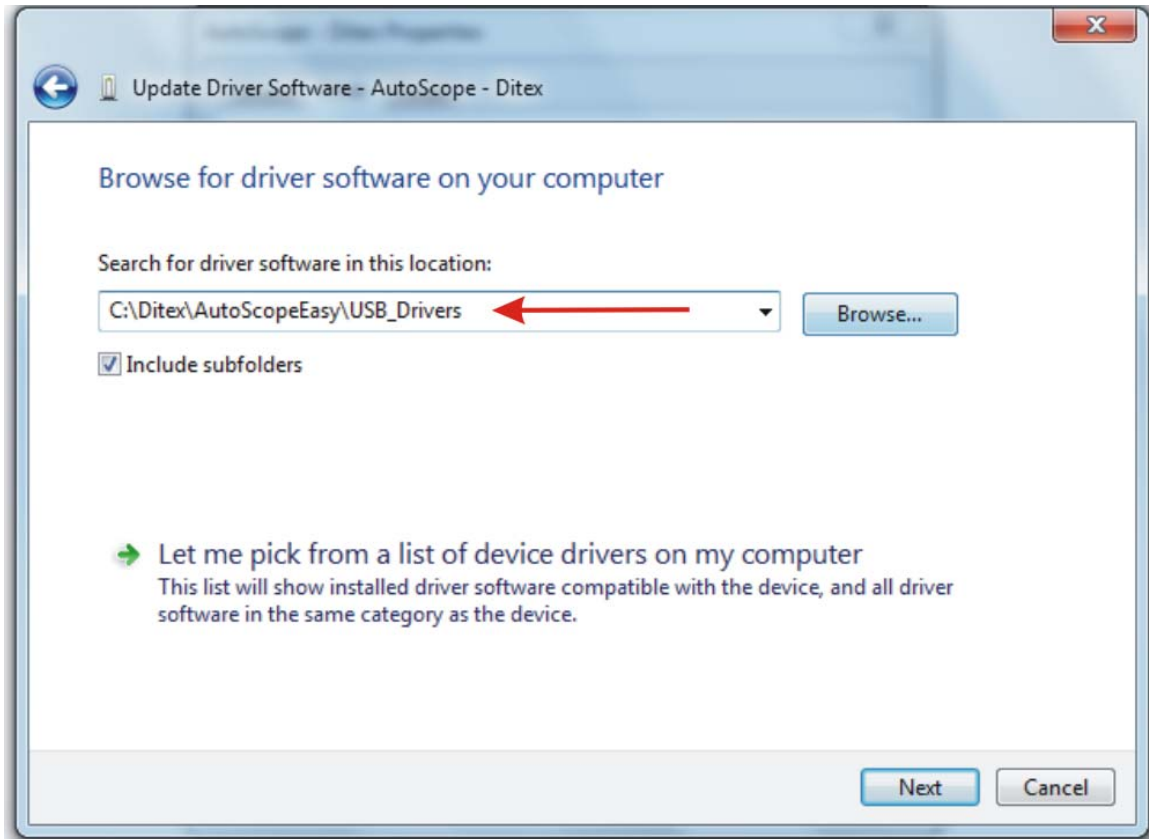 AutoScope - Ditex Properties
Update Driver Software - AutoScope - Ditex
Browse for driver software on your computer
Search for driver software in this location:
C:\Ditex\AutoScopeEasy\USB_Drivers
Browse...
Include subfolders
Let me pick from a list of device drivers on my computer
This list will show installed driver software compatible with the device, and all driver
software in the same category as the device.
Next
Cancel